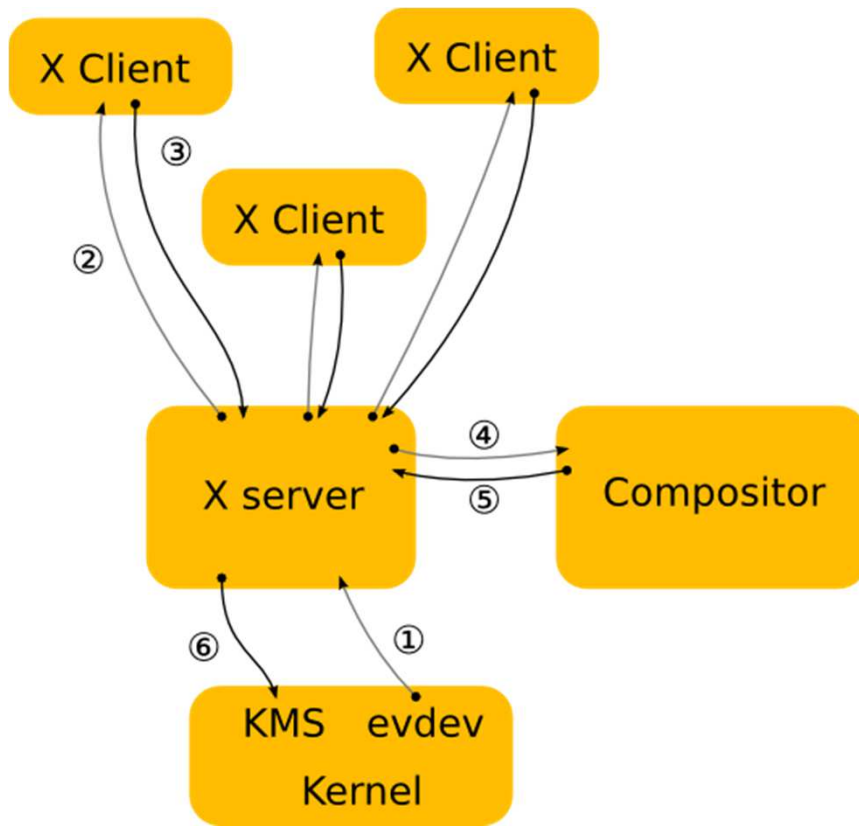 X Client
X Client
③
X Client
②
④
X server
Compositor
⑤
⑥
①
KMS evdev
Kernel